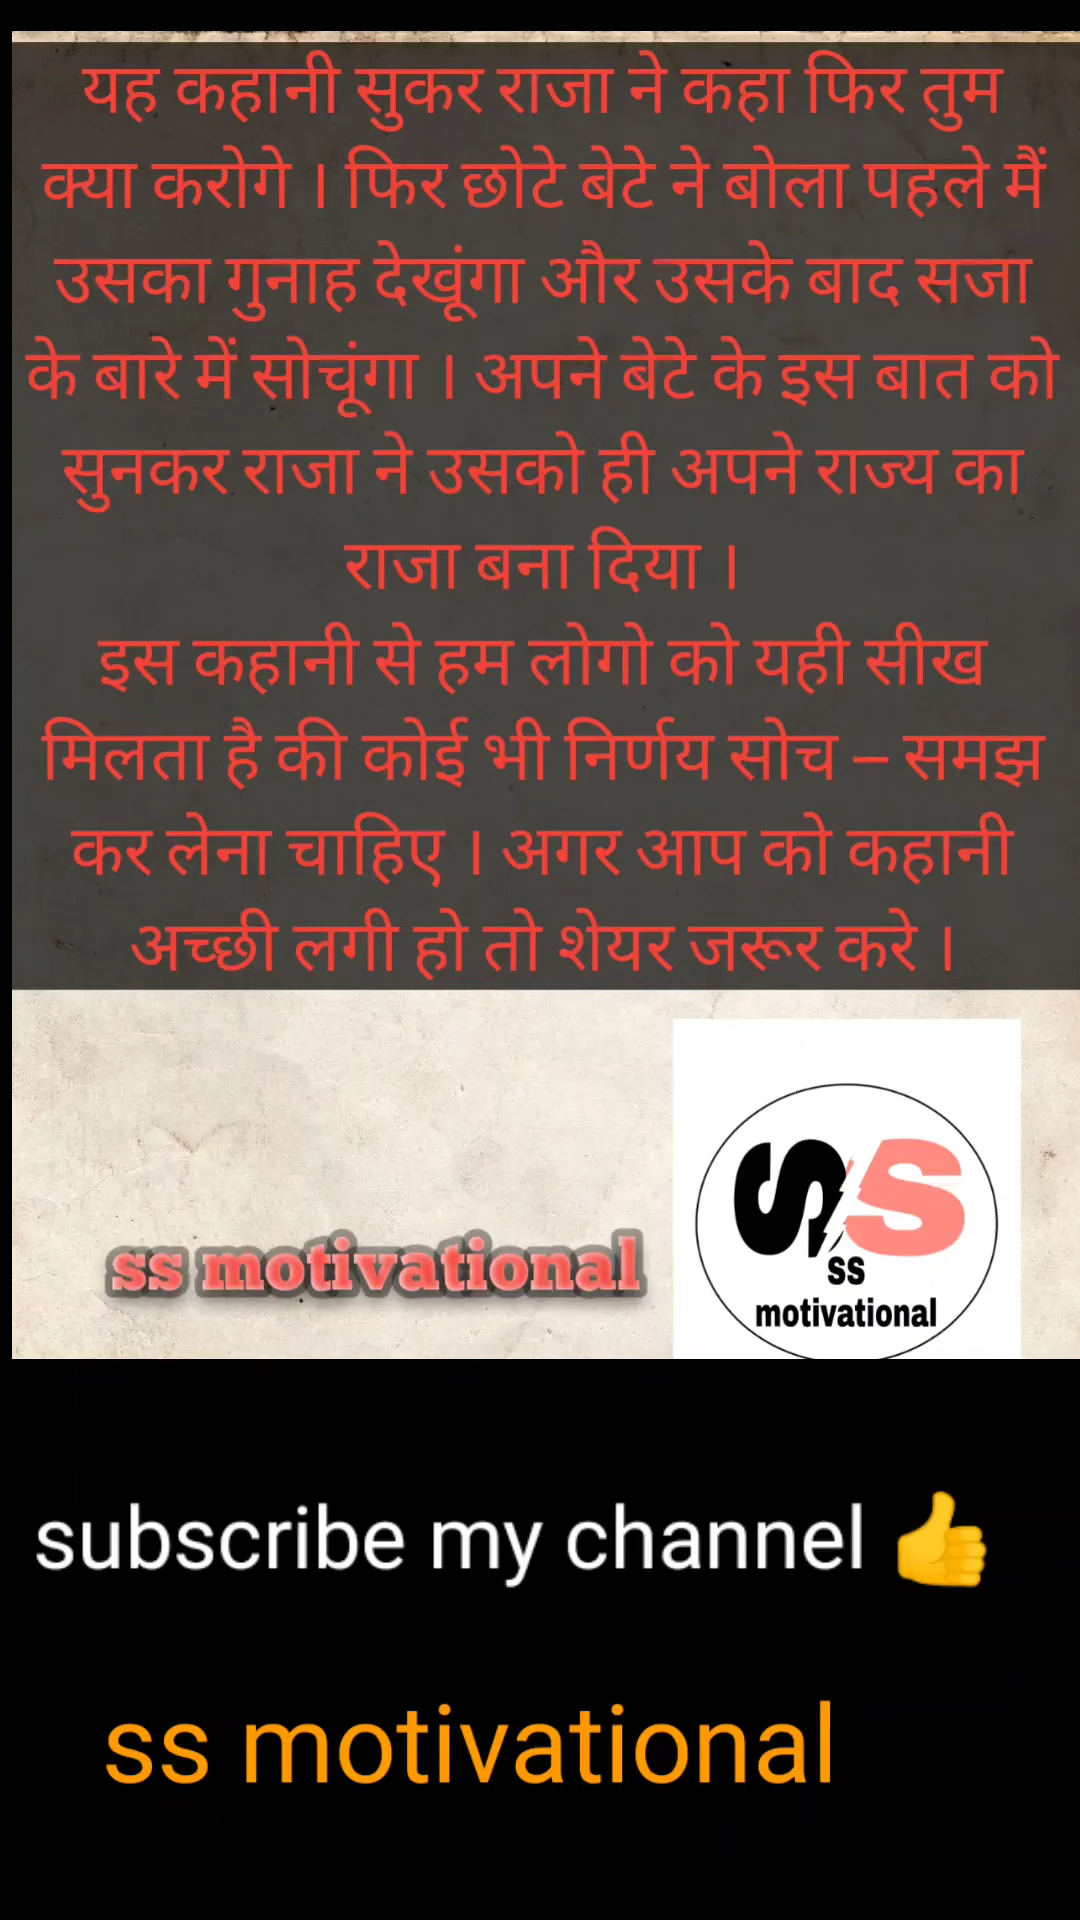 यह कहानी सुकर राजा ने कहा फिर तुम
क्या करोगे । फिर छोटे बेटे ने बोला पहले मैं
उसका गुनाह देखूंगा और उसके बाद सजा
के बारे में सोचूंगा । अपने बेटे के इस बात को
सुनकर राजा ने उसको ही अपने राज्य का
राजा बना दिया ।
इस कहानी से हम लोगो को यही सीख
मिलता है की कोई भी निर्णय सोच – समझ
कर लेना चाहिए । अगर आप को कहानी
अच्छी लगी हो तो शेयर जरूर करे ।
ss motivational
SS
ss
motivational
subscribe my channel 👍
ss motivational